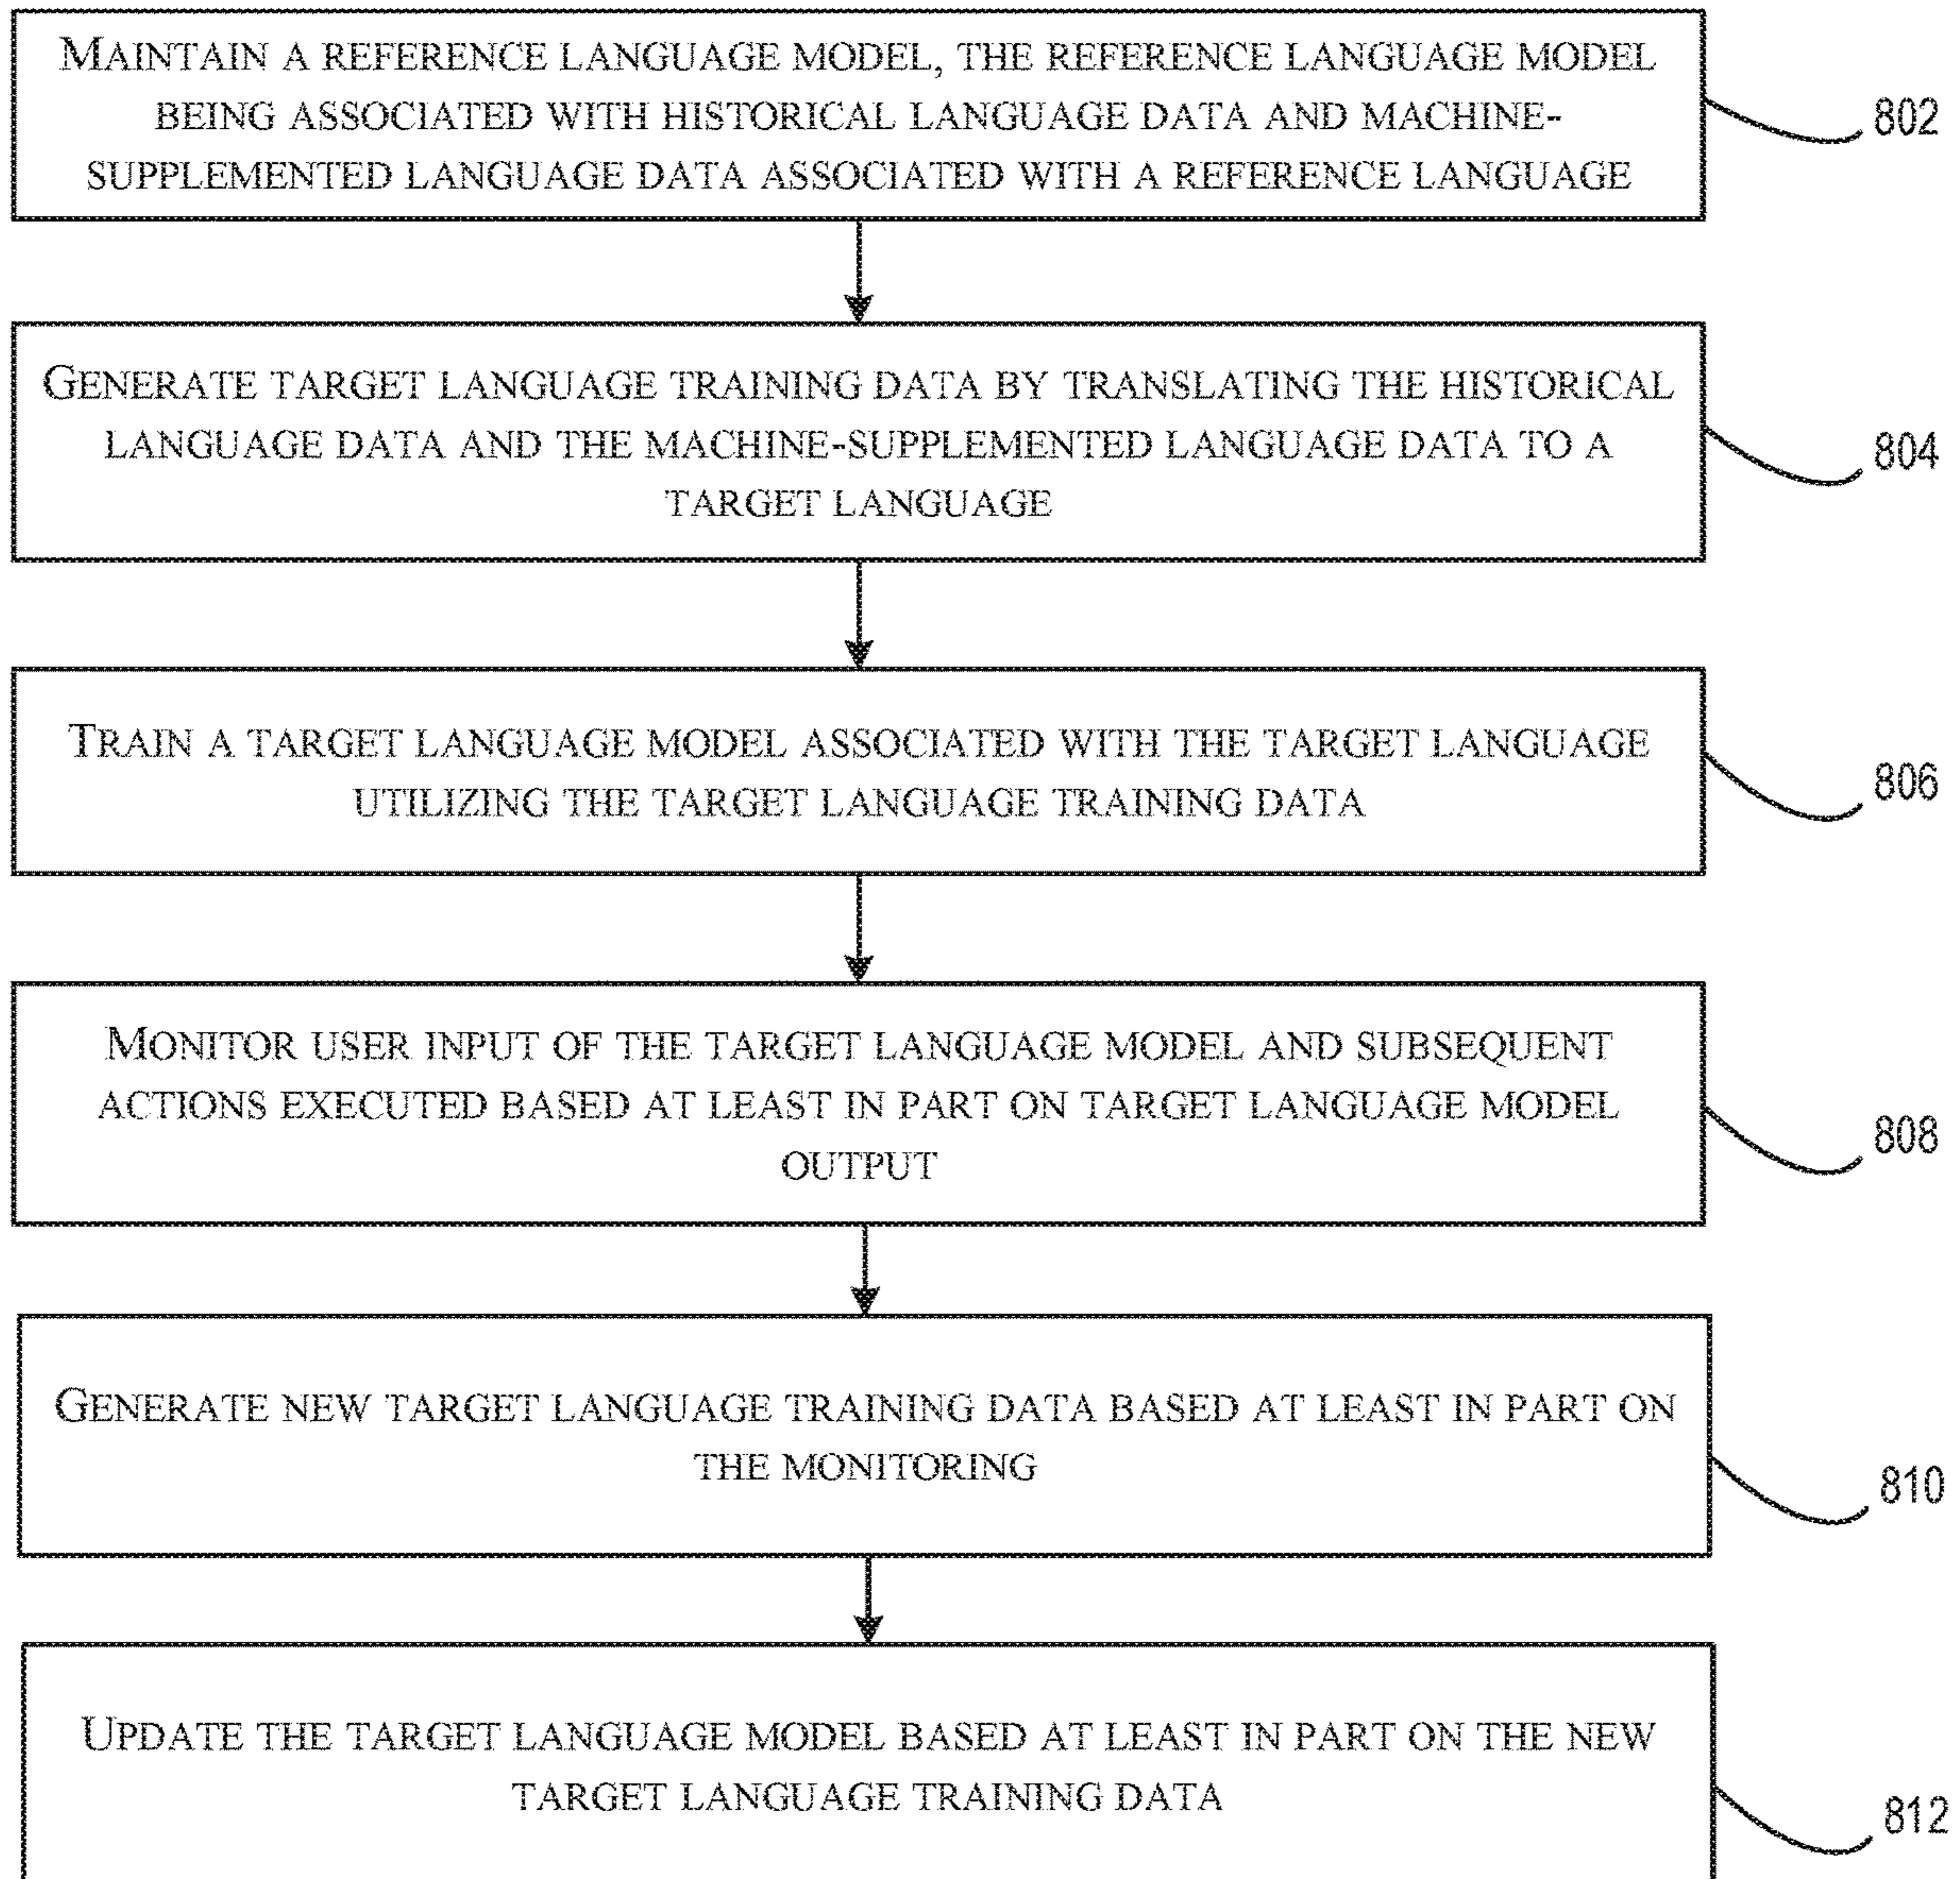 MAINTAIN A REFERENCE LANGUAGE MODEL, THE REFERENCE LANGUAGE MODEL
BEING ASSOCIATED WITH HISTORICAL LANGUAGE DATA AND MACHINE-
SUPPLEMENTED LANGUAGE DATA ASSOCIATED WITH A REFERENCE LANGUAGE
802
GENERATE TARGET LANGUAGE TRAINING DATA BY TRANSLATING THE HISTORICAL
LANGUAGE DATA AND THE MACHINE-SUPPLEMENTED LANGUAGE DATA TO A
TARGET LANGUAGE
804
TRAIN A TARGET LANGUAGE MODEL ASSOCIATED WITH THE TARGET LANGUAGE
UTILIZING THE TARGET LANGUAGE TRAINING DATA
806
MONITOR USER INPUT OF THE TARGET LANGUAGE MODEL AND SUBSEQUENT
ACTIONS EXECUTED BASED AT LEAST IN PART ON TARGET LANGUAGE MODEL
OUTPUT
808
GENERATE NEW TARGET LANGUAGE TRAINING DATA BASED AT LEAST IN PART ON
THE MONITORING
810
UPDATE THE TARGET LANGUAGE MODEL BASED AT LEAST IN PART ON THE NEW
TARGET LANGUAGE TRAINING DATA
812